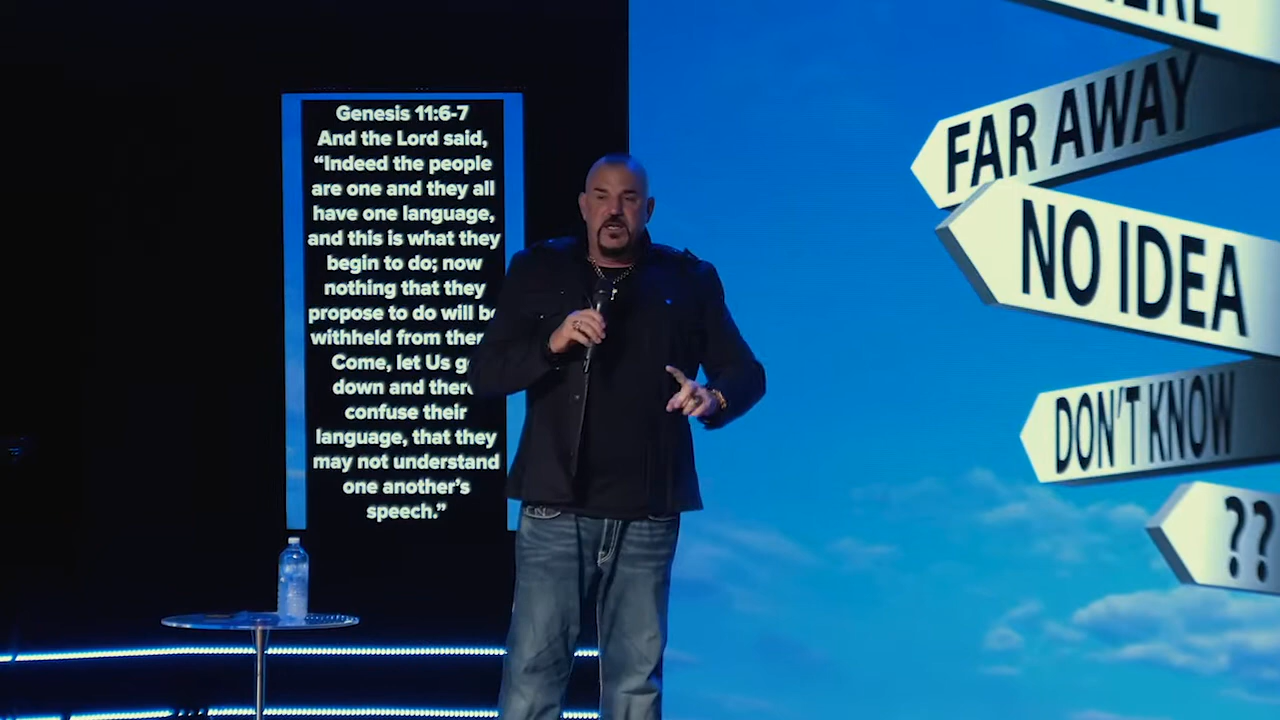 Genesis 11:6-7
And the Lord said,
“Indeed the people
are one and they all
have one language,
and this is what they
begin to do; now
nothing that they
propose to do will be
withheld from
Come, let Us
down and there
confuse their
language, that they
may not understand
one another’s
speech.”
FAR AWAY
NO IDEA
DON'T KNOW
??